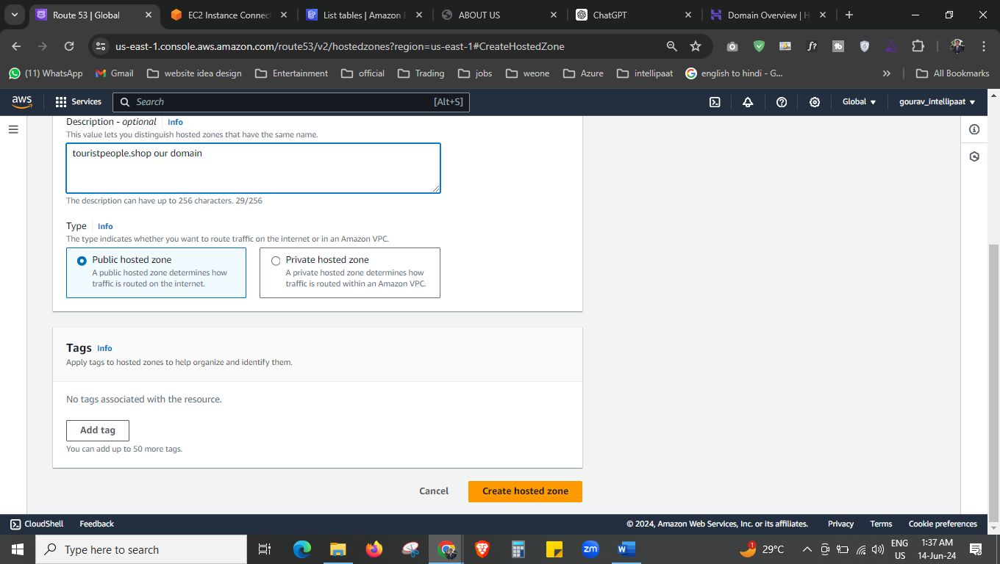 Route 53 | Global
EC2 Instance Connect
List tables | Amazon D
ABOUT US
ChatGPT
Domain Overview | H
us-east-1.console.aws.amazon.com/route53/v2/hostedzones?region=us-east-1#CreateHostedZone
f?
(11) WhatsApp
Gmail
website idea design
Entertainment
official
Trading
jobs
weone
Azure
intellipaat
english to hindi - G...
All Bookmarks
aws
Services
Search
[Alt+S]
Global
gourav_intellipaat
Description - optional
Info
This value lets you distinguish hosted zones that have the same name.
touristpeople.shop our domain
The description can have up to 256 characters. 29/256
Type
Info
The type indicates whether you want to route traffic on the internet or in an Amazon VPC.
Public hosted zone
A public hosted zone determines how
traffic is routed on the internet.
Private hosted zone
A private hosted zone determines how
traffic is routed within an Amazon VPC.
Tags
Info
Apply tags to hosted zones to help organize and identify them.
No tags associated with the resource.
Add tag
You can add up to 50 more tags.
Cancel
Create hosted zone
CloudShell
Feedback
© 2024, Amazon Web Services, Inc. or its affiliates.
Privacy
Terms
Cookie preferences
Type here to search
zm
W
1
29°C
ENG
US
1:37 AM
14-Jun-24